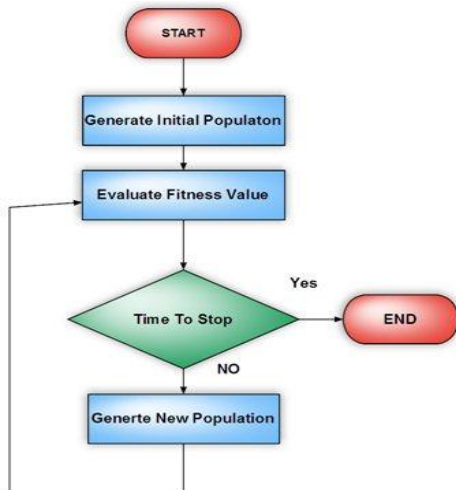 START
Generate Initial Populaton
Evaluate Fitness Value
Yes
Time To Stop
END
NO
Generte New Population